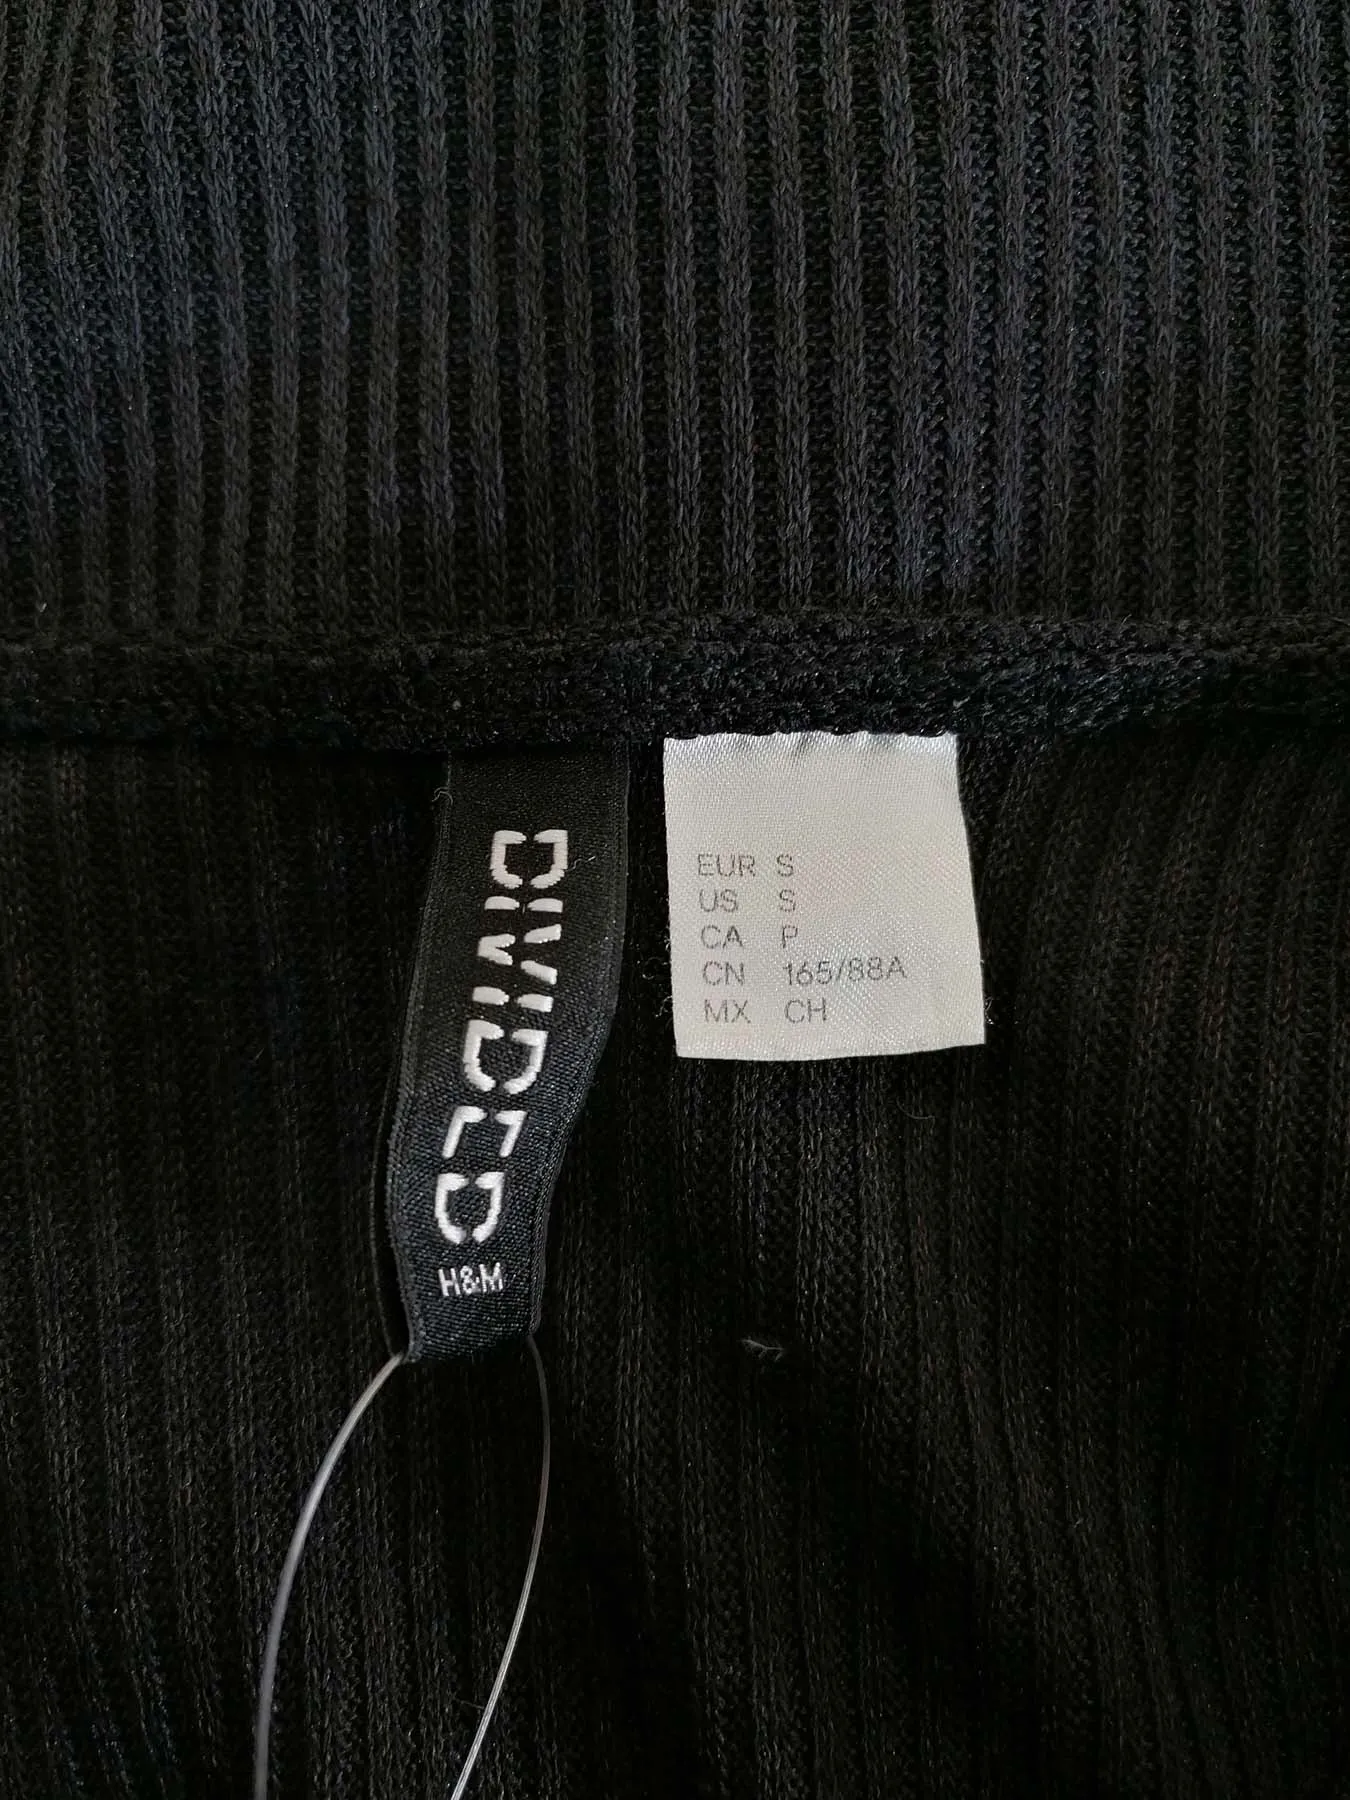 DIVIDED
H&M
EUR S
US S
CA P
CN 165/88A
MX CH